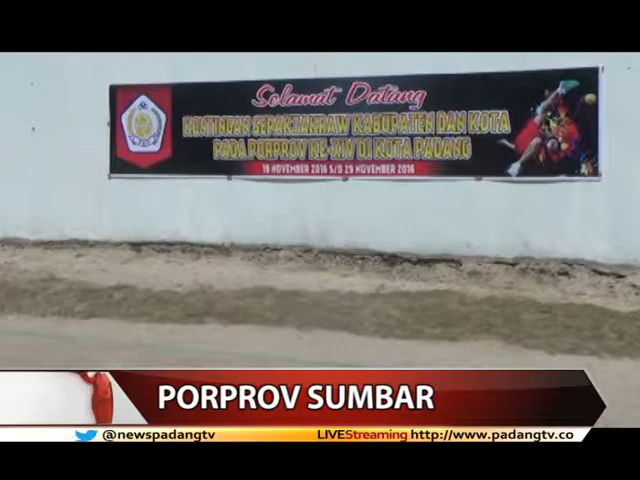 Selamat Datang
KONTINGAN SEPAKTAKRAW KABUPATEN DAN KOTA
PADA PORPROV KE-XIV DI KOTA PADANG
19 NOVEMBER 2016 S/D 29 NOVEMBER 2016
PORPROV SUMBAR
@newspadangtv
LIVEStreaming http://www.padangtv.co